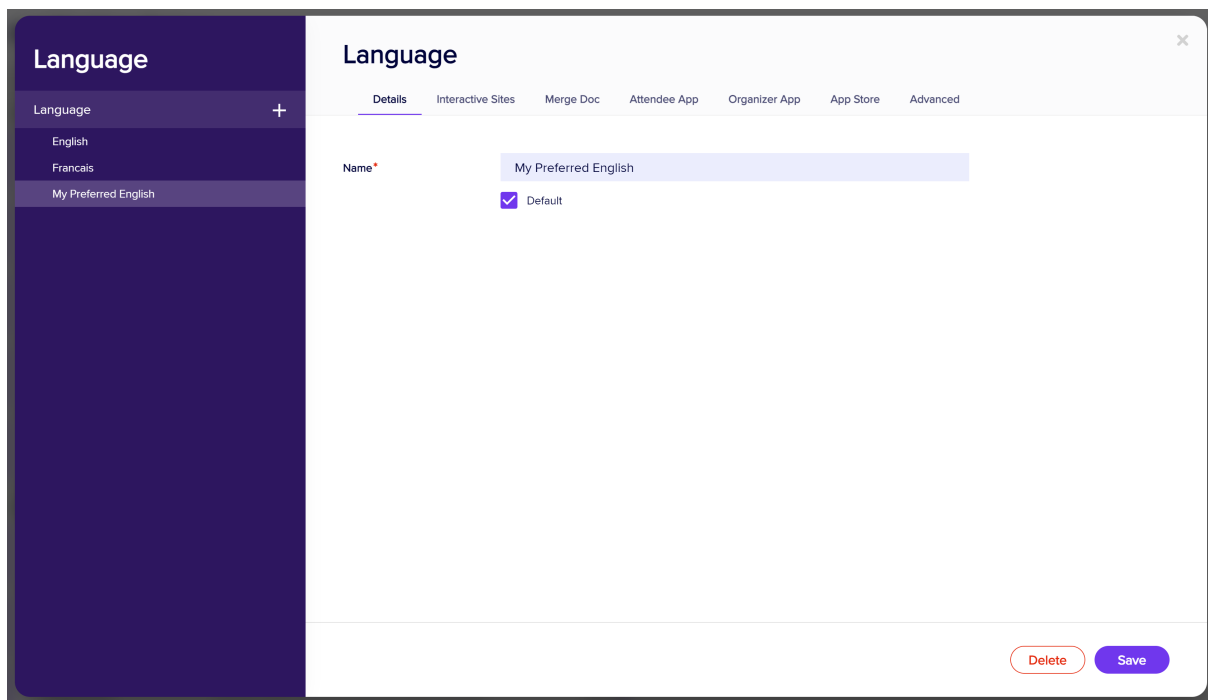 Language
Language
+
English
Francais
My Preferred English
Language
×
Details Interactive Sites Merge Doc Attendee App Organizer App App Store Advanced
Name* My Preferred English
Default
Delete Save